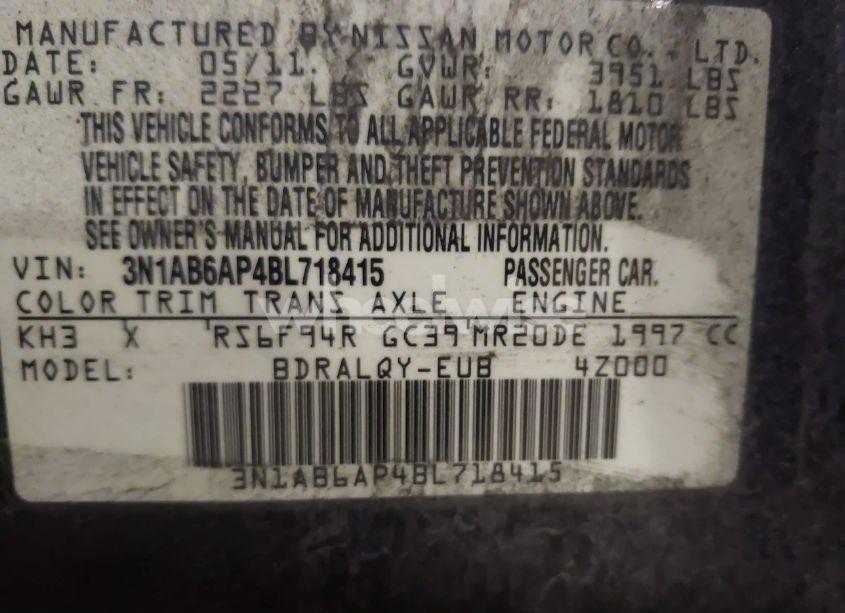 MANUFACTURED BY NISSAN MOTOR CO., LTD.
DATE: 05/11. GVWR: 3951 LBS
GAWR FR: 2227 LBS GAWR RR: 1810 LBS
THIS VEHICLE CONFORMS TO ALL APPLICABLE FEDERAL MOTOR
VEHICLE SAFETY, BUMPER AND THEFT PREVENTION STANDARDS
IN EFFECT ON THE DATE OF MANUFACTURE SHOWN ABOVE.
SEE OWNER'S MANUAL FOR ADDITIONAL INFORMATION.
VIN: 3N1AB6AP4BL718415 PASSENGER CAR.
COLOR TRIM TRANS AXLE ENGINE
KH3 X RS6F94R GC39 MR20DE 1997 CC
MODEL: BDRALQY-EUB 4Z000
3N1AB6AP4BL718415